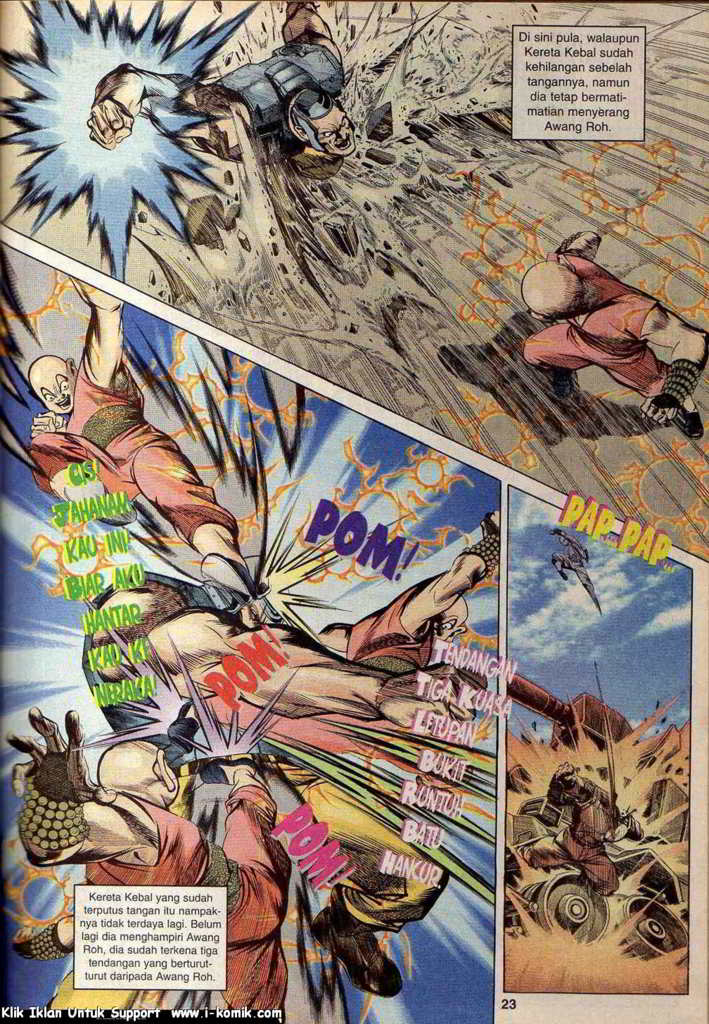 Di sini pula, walaupun
Kereta Kebal sudah
kehilangan sebelah
tangannya, namun
dia tetap bermati-
matian menyerang
Awang Roh.
CIS!
JAHANAM
KAU INI!
BIAR AKU
HANTAR
KAU KE
NERAKA!
POM!
POM!
POM!
TENDANGAN
TIGA KUASA
LETUPAN
BUKIT
RUNTUH
BATU
HANCUR.
PAP...PAP...
Kereta Kebal yang sudah
terputus tangan itu nampak-
nya tidak terdaya lagi. Belum
lagi dia menghampiri Awang
Roh, dia sudah terkena tiga
tendangan yang berturut-
turut daripada Awang Roh.
23
Klik Iklan Untuk Support www.i-komik.com